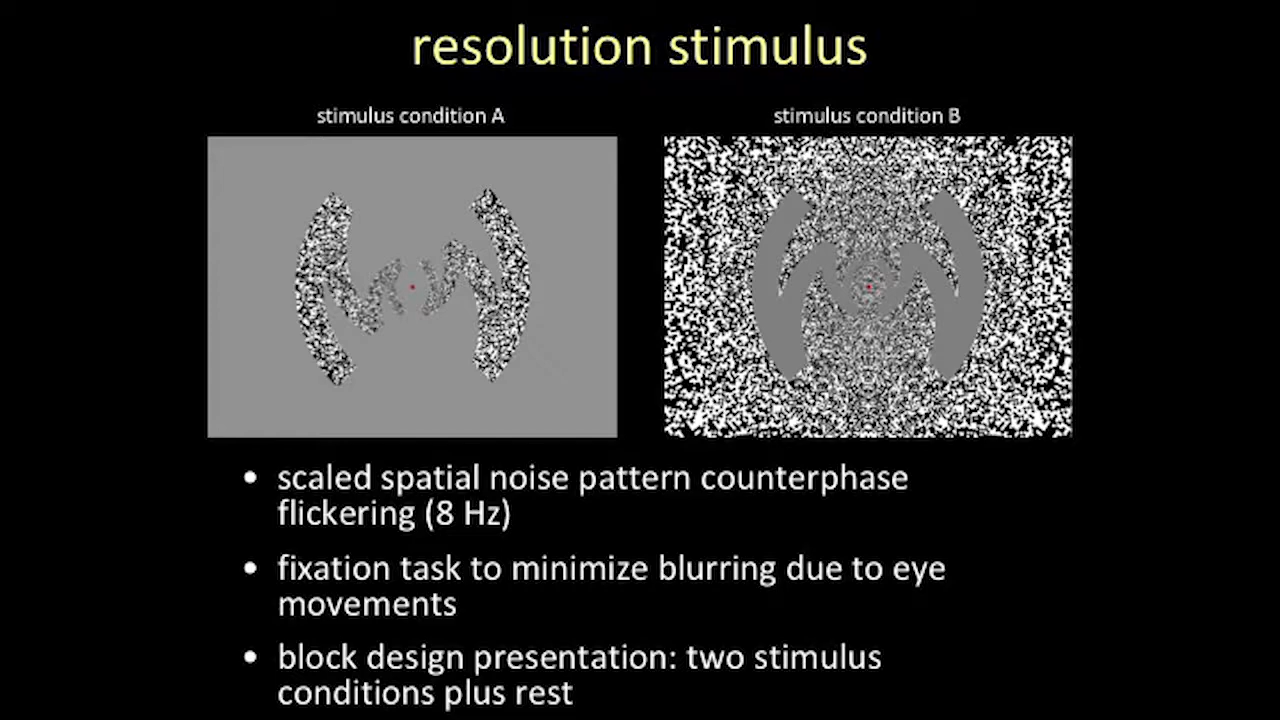 resolution stimulus
stimulus condition A
stimulus condition B
• scaled spatial noise pattern counterphase
flickering (8 Hz)
• fixation task to minimize blurring due to eye
movements
• block design presentation: two stimulus
conditions plus rest